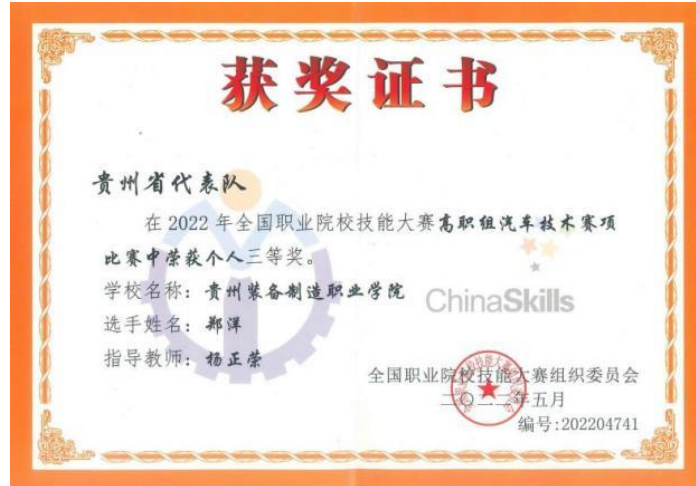 获奖证书
贵州省代表队
在 2022 年全国职业院校技能大赛高职组汽车技术赛项
比赛中荣获个人三等奖。
学校名称：贵州装备制造职业学院
ChinaSkills
选手姓名：郑洋
指导教师：杨正荣
全国职业院校技能大赛组织委员会
二〇二二年五月
编号:202204741